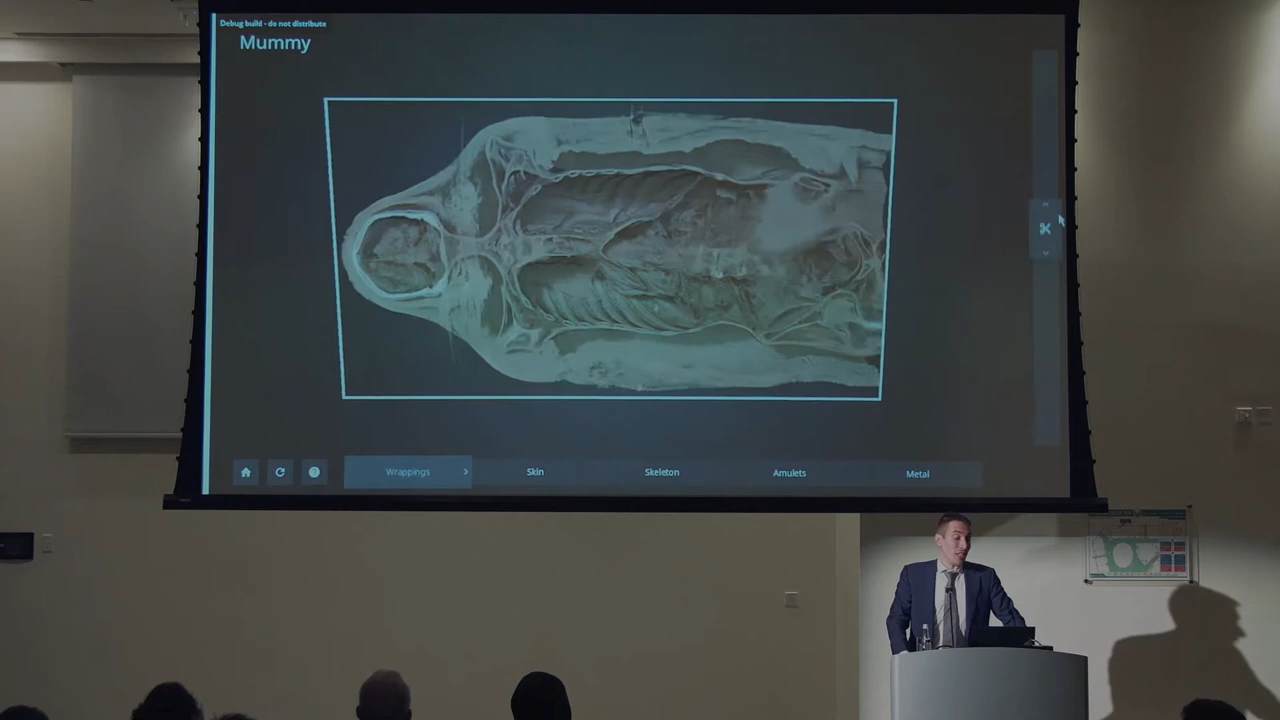 Debug build - do not distribute
Mummy
Wrappings
Skin
Skeleton
Amulets
Metal